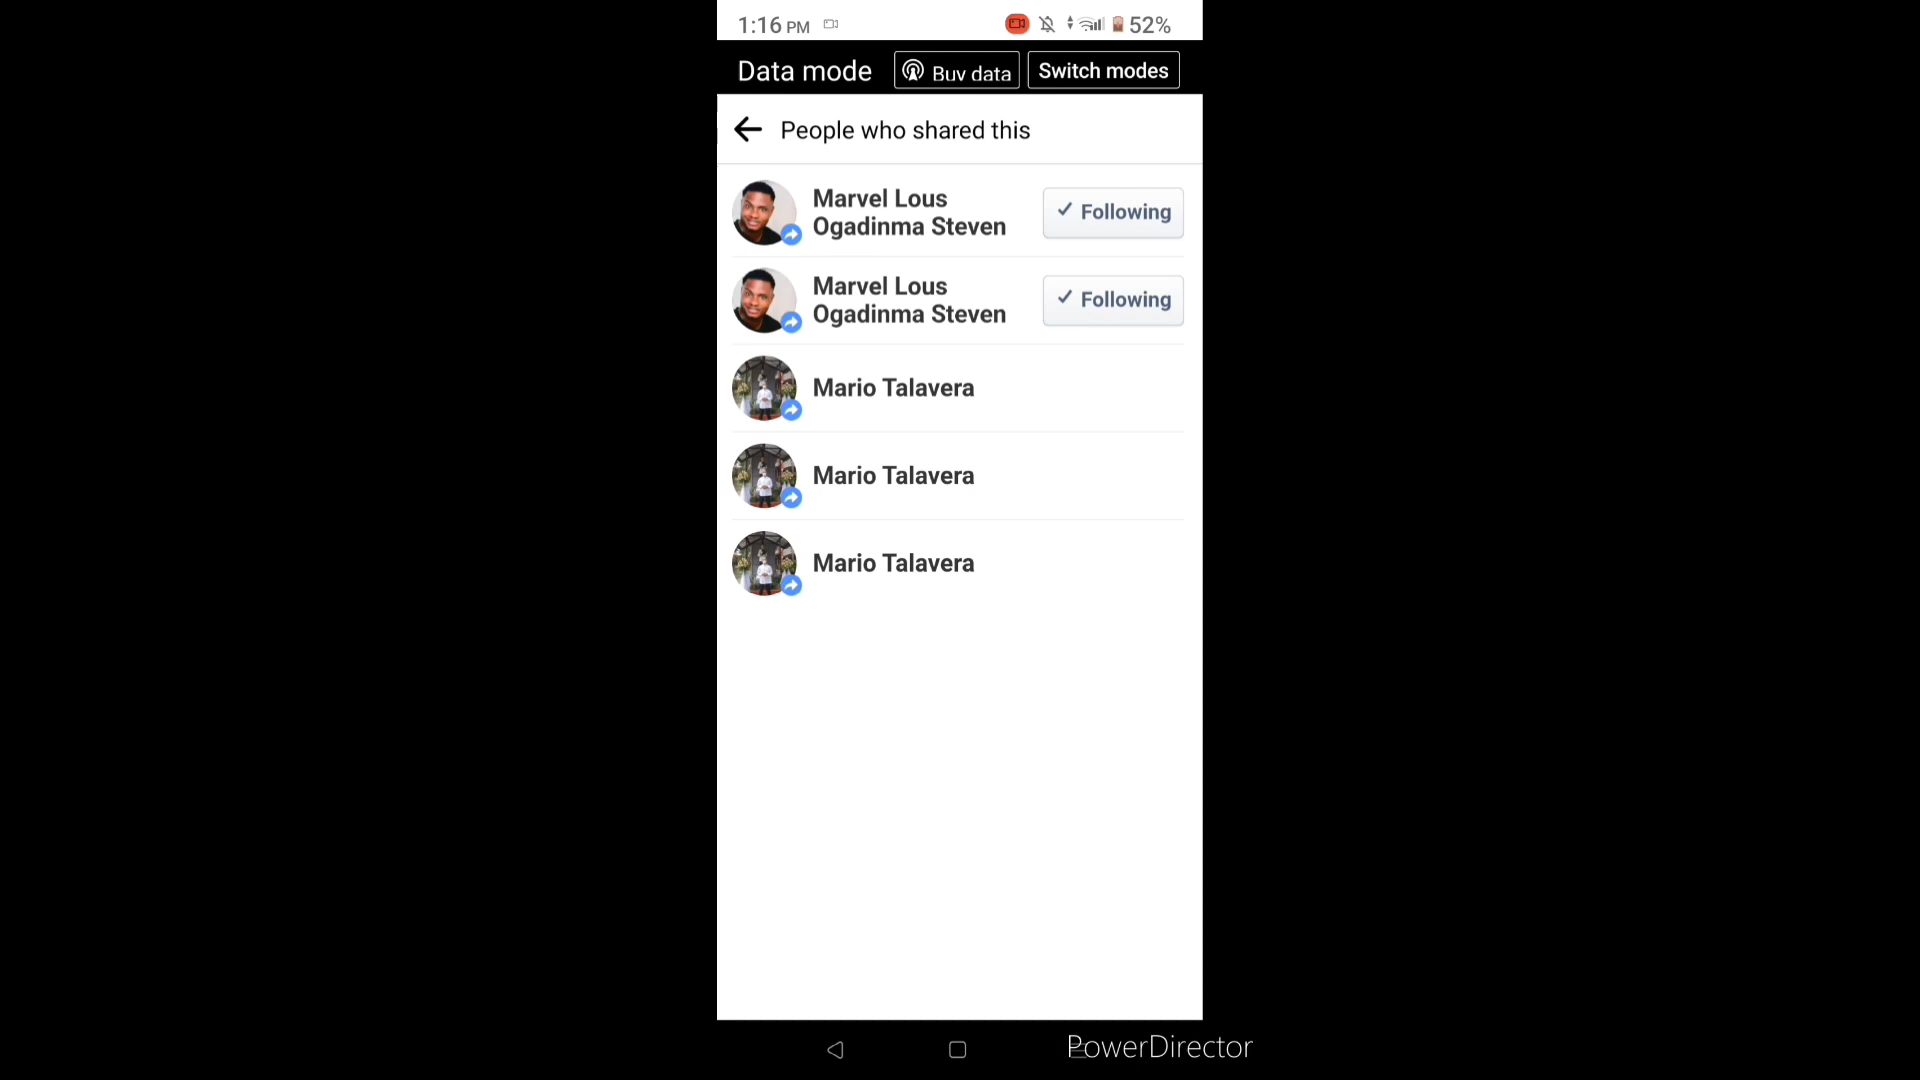 1:16 PM 52%
Data mode Buy data Switch modes
People who shared this
Marvel Lous
Ogadinma Steven
Following
Marvel Lous
Ogadinma Steven
Following
Mario Talavera
Mario Talavera
Mario Talavera
PowerDirector